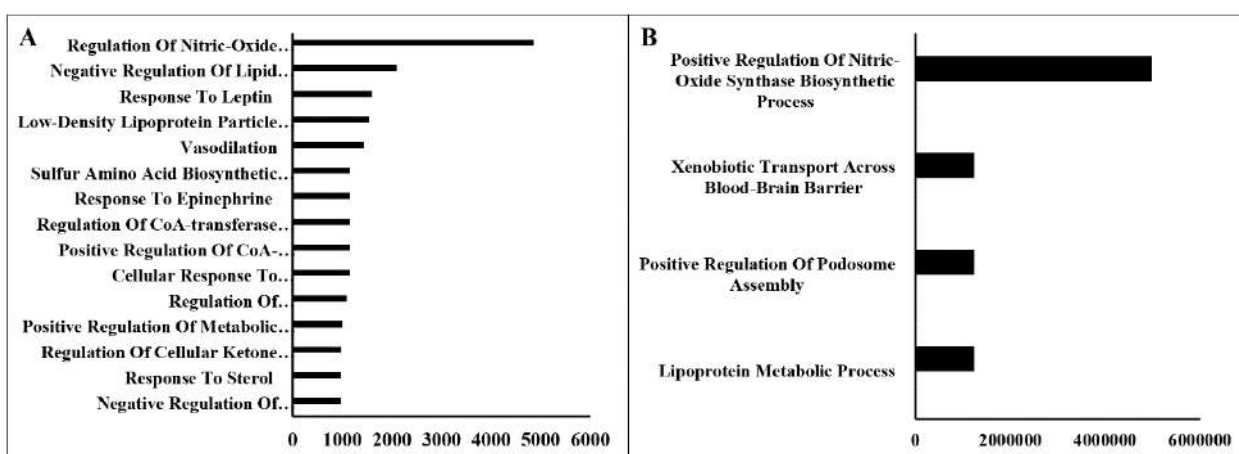 A
Regulation Of Nitric-Oxide..
Negative Regulation Of Lipid..
Response To Leptin
Low-Density Lipoprotein Particle..
Vasodilation
Sulfur Amino Acid Biosynthetic..
Response To Epinephrine
Regulation Of CoA-transferase..
Positive Regulation Of CoA-..
Cellular Response To..
Regulation Of..
Positive Regulation Of Metabolic..
Regulation Of Cellular Ketone..
Response To Sterol
Negative Regulation Of..
0 1000 2000 3000 4000 5000 6000
B
Positive Regulation Of Nitric-
Oxide Synthase Biosynthetic
Process
Xenobiotic Transport Across
Blood-Brain Barrier
Positive Regulation Of Podosome
Assembly
Lipoprotein Metabolic Process
0 2000000 4000000 6000000